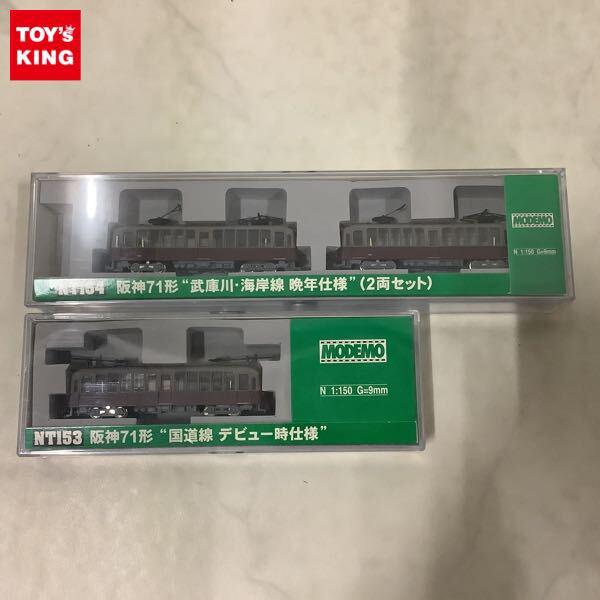 TOY's
KING
MODEMO
N 1:150 G=9mm
NT154 阪神71形 “武庫川・海岸線 晩年仕様” (2両セット)
MODEMO
N 1:150 G=9mm
NT153 阪神71形 “国道線 デビュー時仕様”